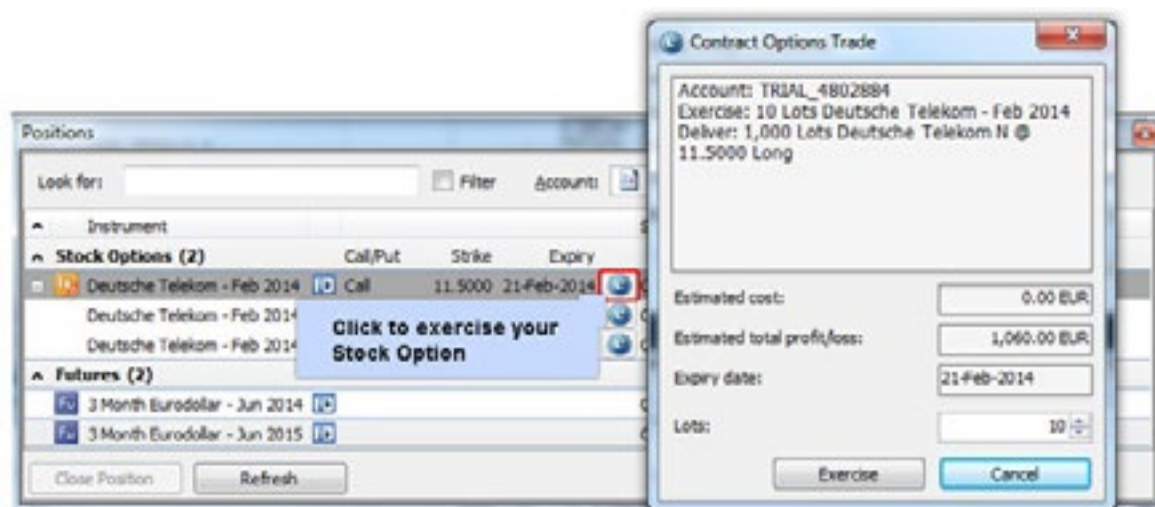 Contract Options Trade
Account: TRIAL_4802884
Exercise: 10 Lots Deutsche Telekom - Feb 2014
Deliver: 1,000 Lots Deutsche Telekom N @
11.5000 Long
Positions
Look for:
Filter
Account:
Instrument
Stock Options (2) Call/Put Strike Expiry
Deutsche Telekom - Feb 2014 Call 11.5000 21-Feb-2014
Deutsche Telekom - Feb 2014
Deutsche Telekom - Feb 2014
Click to exercise your
Stock Option
Futures (2)
3 Month Eurodollar - Jun 2014
3 Month Eurodollar - Jun 2015
Close Position Refresh
Estimated cost: 0.00 EUR
Estimated total profit/loss: 1,060.00 EUR
Expiry date: 21-Feb-2014
Lots: 10
Exercise Cancel